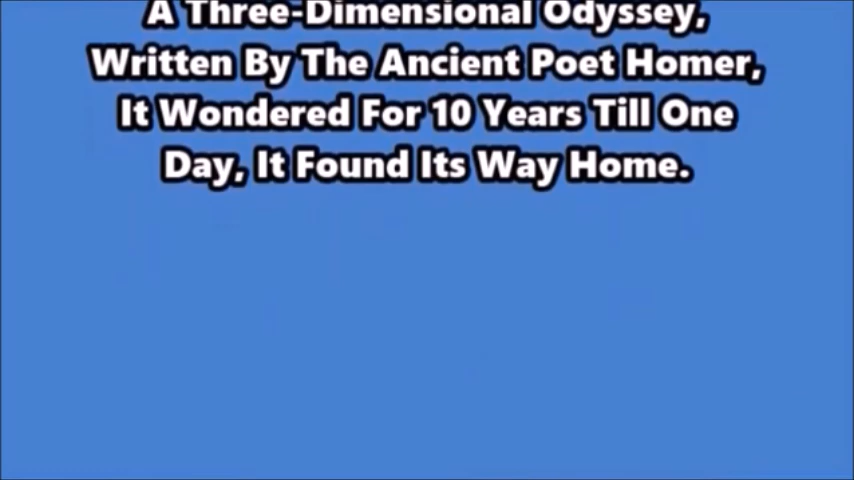 A Three-Dimensional Odyssey,
Written By The Ancient Poet Homer,
It Wondered For 10 Years Till One
Day, It Found Its Way Home.